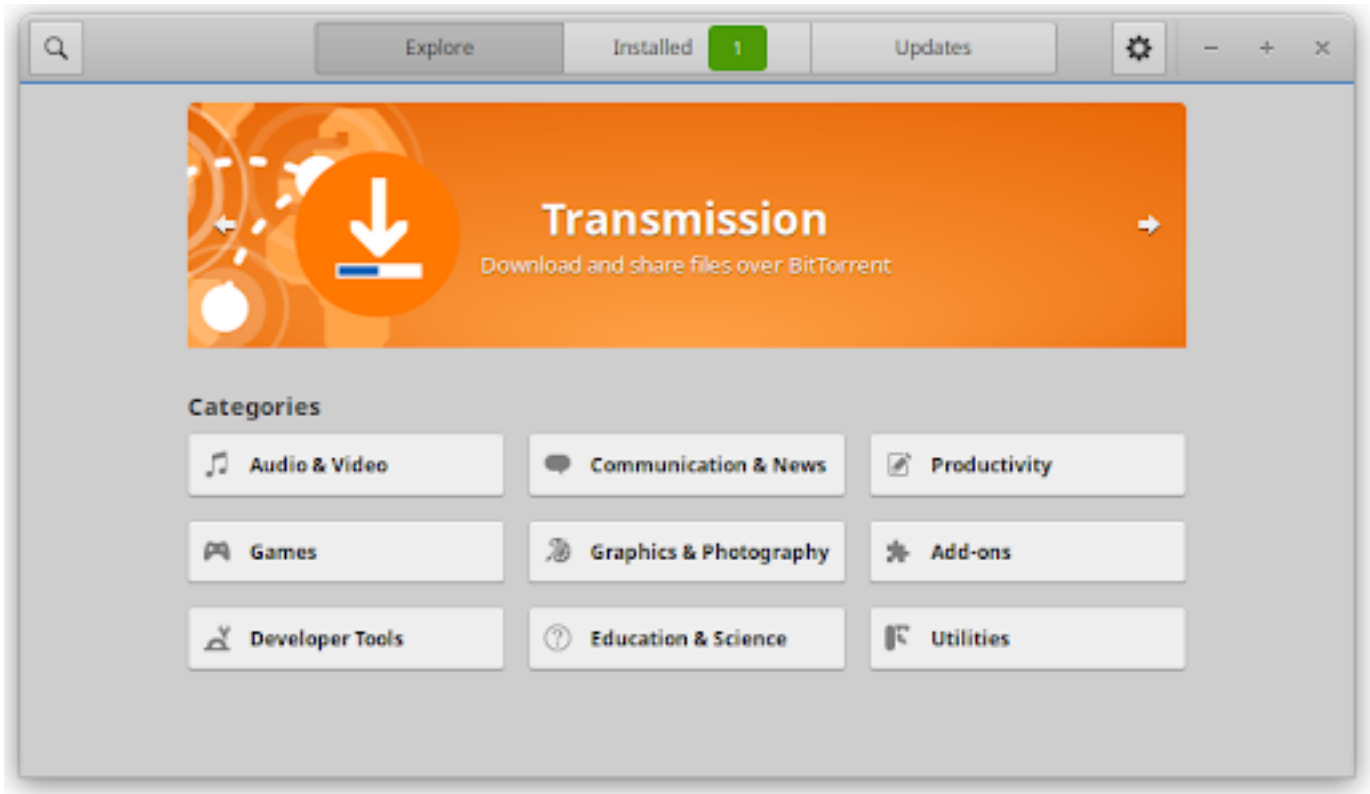 Explore Installed 1 Updates
Transmission
Download and share files over BitTorrent
Categories
Audio & Video Communication & News Productivity
Games Graphics & Photography Add-ons
Developer Tools Education & Science Utilities